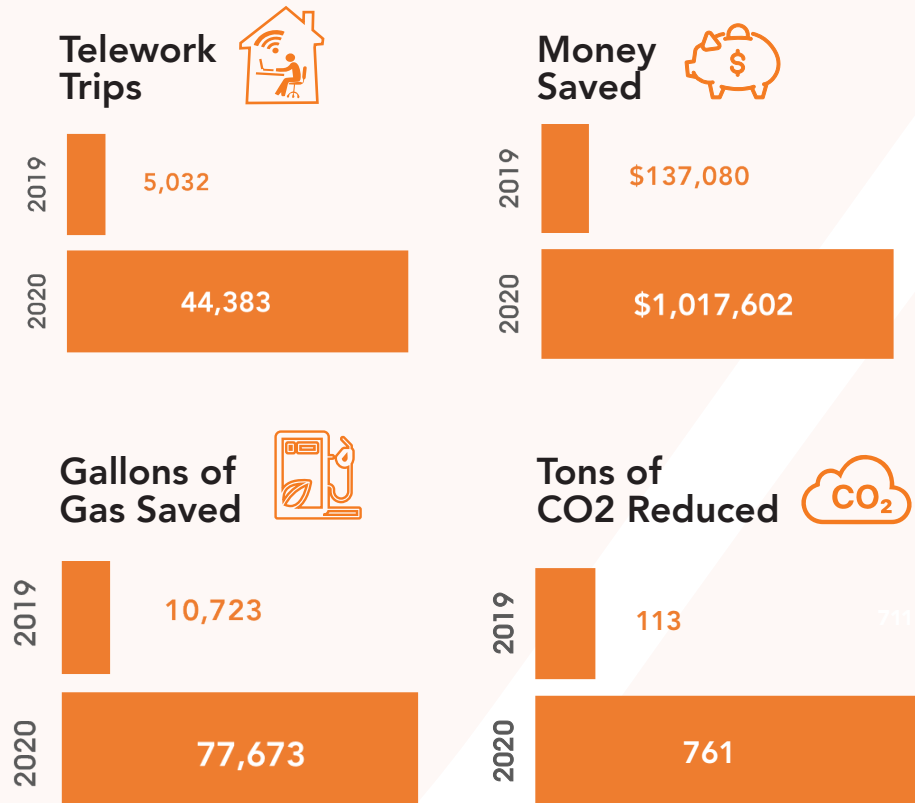 Telework
Trips
2019
5,032
2020
44,383
Money
Saved
$
2019
$137,080
2020
$1,017,602
Gallons of
Gas Saved
2019
10,723
2020
77,673
Tons of
CO2 Reduced
CO₂
2019
113
711
2020
761